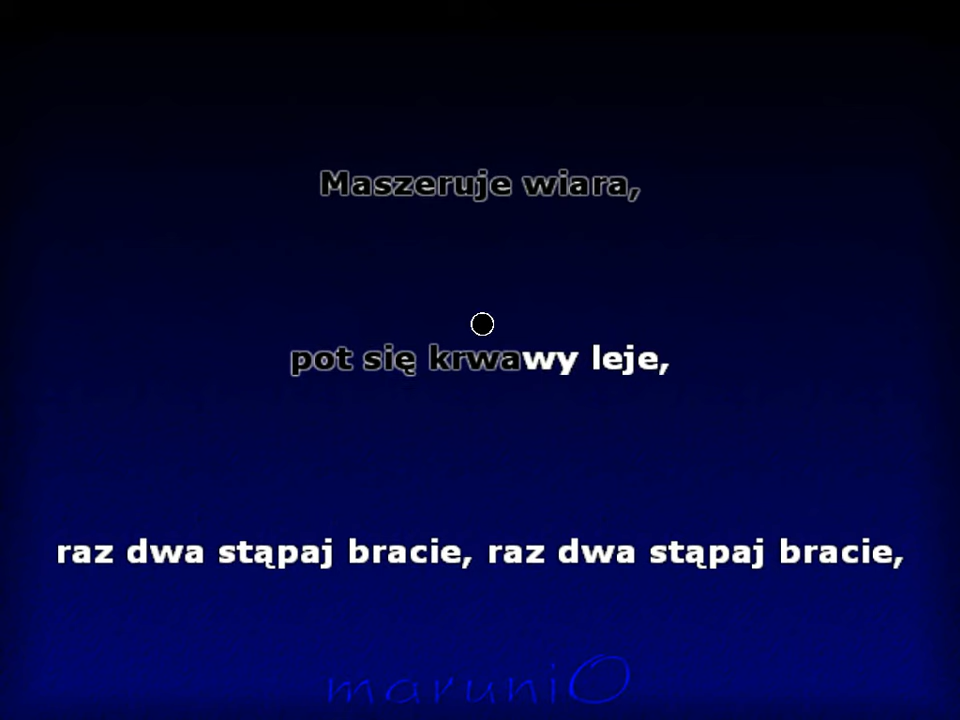 Maszeruje wiara,
pot się krwawy leje,
raz dwa stąpaj bracie, raz dwa stąpaj bracie,
maruniO